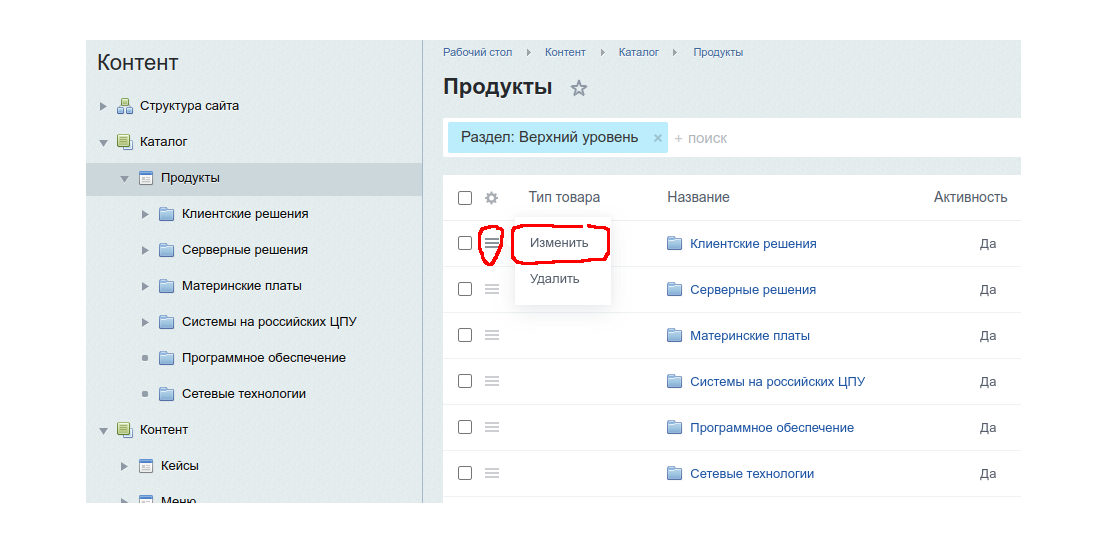 Контент
Структура сайта
Каталог
Продукты
Клиентские решения
Серверные решения
Материнские платы
Системы на российских ЦПУ
Программное обеспечение
Сетевые технологии
Контент
Кейсы
Меню
Рабочий стол Контент Каталог Продукты
Продукты
Раздел: Верхний уровень × + поиск
Тип товара Название Активность
Изменить
Удалить
Клиентские решения Да
Серверные решения Да
Материнские платы Да
Системы на российских ЦПУ Да
Программное обеспечение Да
Сетевые технологии Да